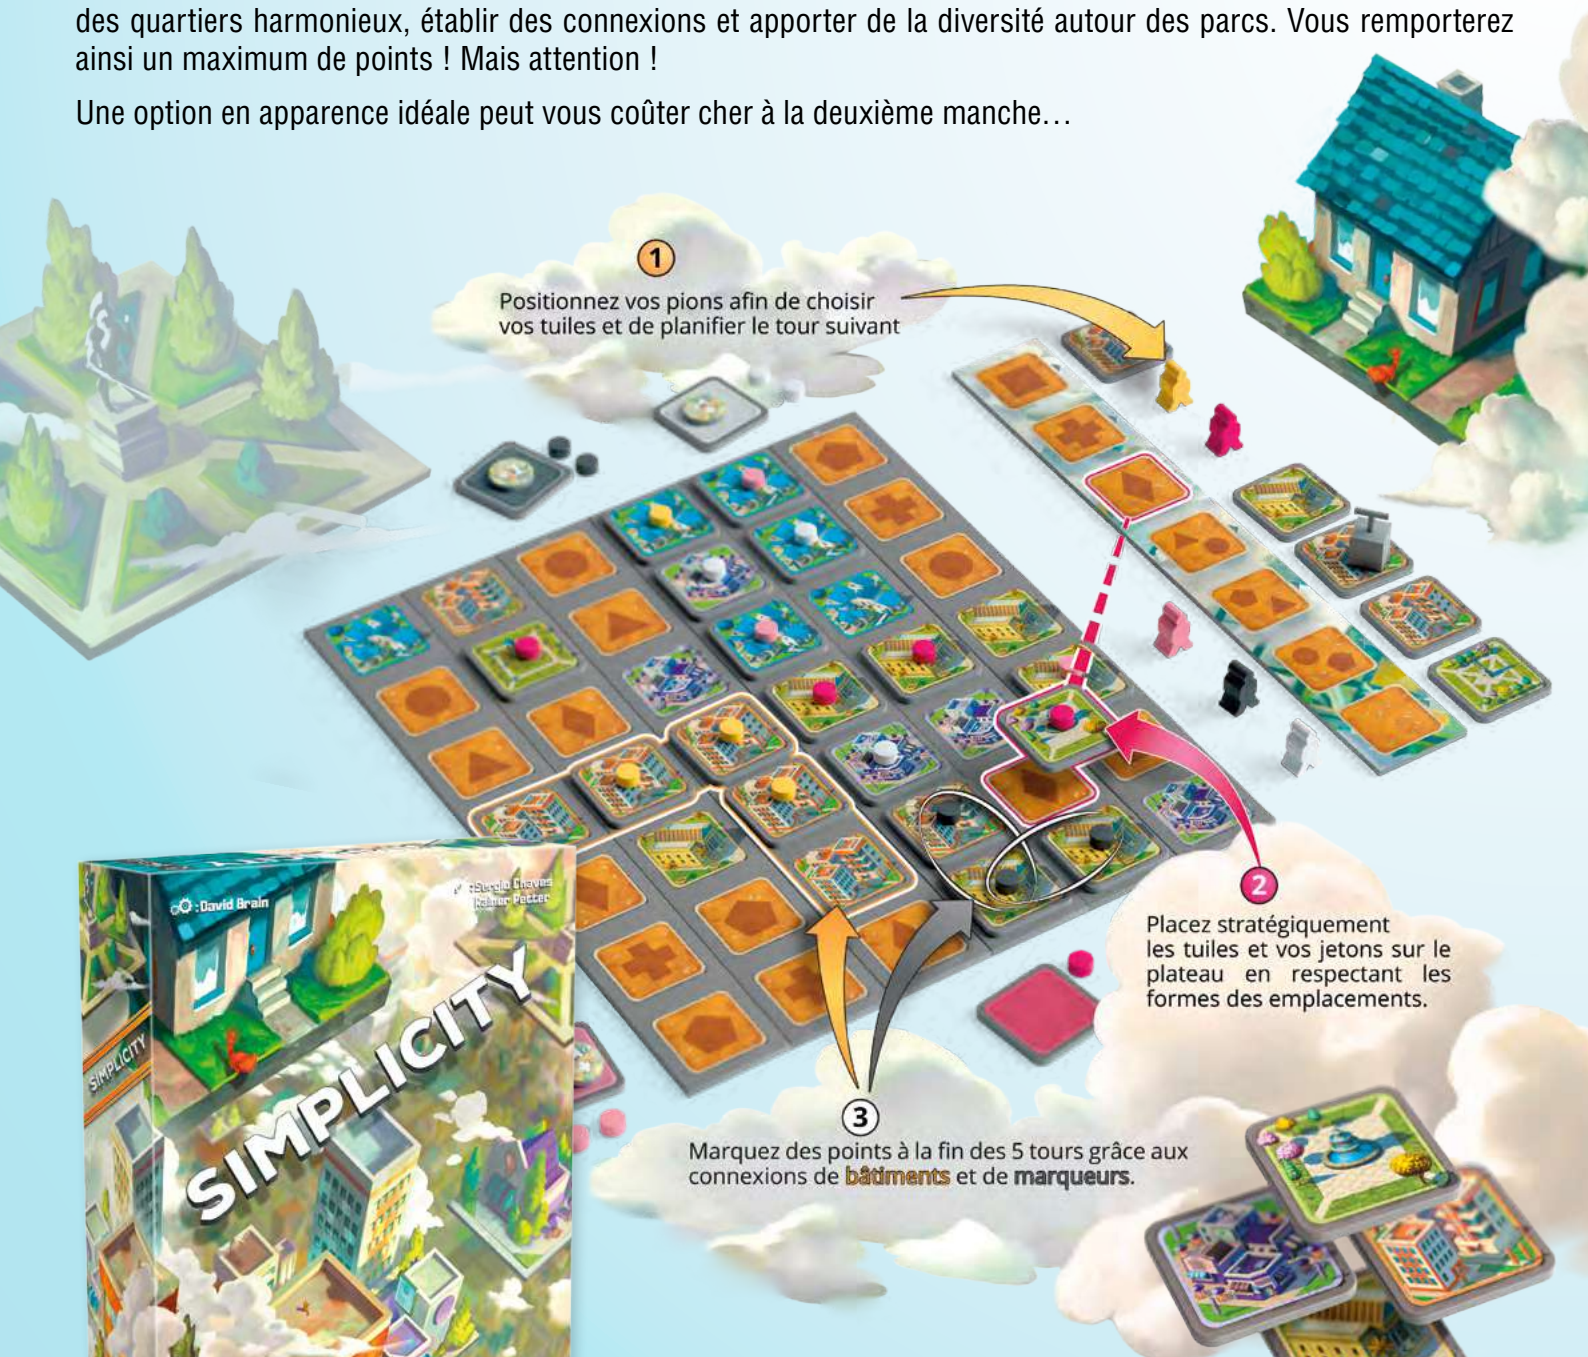 des quartiers harmonieux, établir des connexions et apporter de la diversité autour des parcs. Vous remporterez
ainsi un maximum de points ! Mais attention !
Une option en apparence idéale peut vous coûter cher à la deuxième manche…
1
Positionnez vos pions afin de choisir
vos tuiles et de planifier le tour suivant
2
Placez stratégiquement
les tuiles et vos jetons sur le
plateau en respectant les
formes des emplacements.
3
Marquez des points à la fin des 5 tours grâce aux
connexions de bâtiments et de marqueurs.
: David Brain
: Sergio Chaves
Rainer Petter
SIMPLICITY
SIMPLICITY